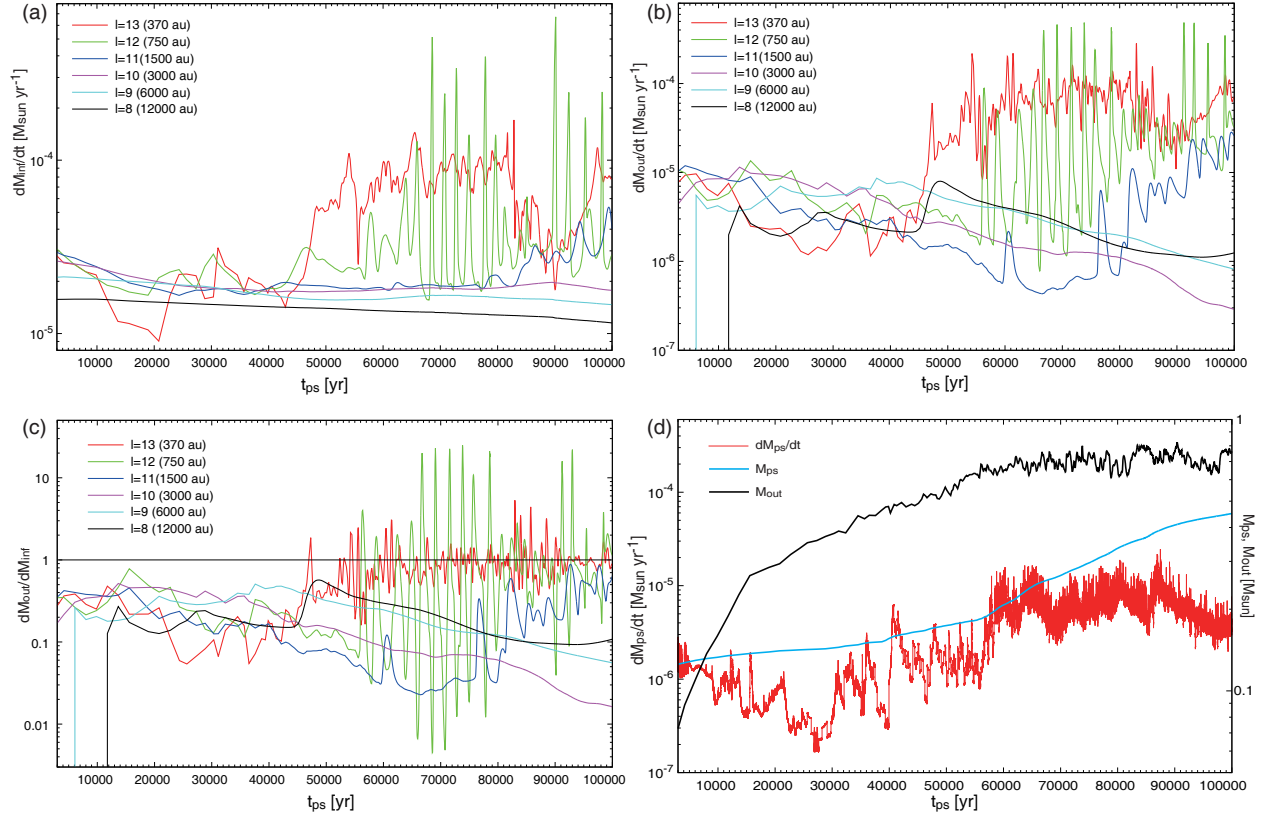 (a)
l=13 (370 au)
l=12 (750 au)
l=11(1500 au)
l=10 (3000 au)
l=9 (6000 au)
l=8 (12000 au)
dMinf/dt [Msun yr-1]
10-4
10-5
10000 20000 30000 40000 50000 60000 70000 80000 90000 100000
tps [yr]
(b)
l=13 (370 au)
l=12 (750 au)
l=11(1500 au)
l=10 (3000 au)
l=9 (6000 au)
l=8 (12000 au)
dMout/dt [Msun yr-1]
10-4
10-5
10-6
10-7
10000 20000 30000 40000 50000 60000 70000 80000 90000 100000
tps [yr]
(c)
l=13 (370 au)
l=12 (750 au)
l=11(1500 au)
l=10 (3000 au)
l=9 (6000 au)
l=8 (12000 au)
dMout/dMinf
10
1
0.1
0.01
10000 20000 30000 40000 50000 60000 70000 80000 90000 100000
tps [yr]
(d)
dMps/dt
Mps
Mout
dMps/dt [Msun yr-1]
10-4
10-5
10-6
10-7
1
0.1
Mps, Mout [Msun]
10000 20000 30000 40000 50000 60000 70000 80000 90000 100000
tps [yr]